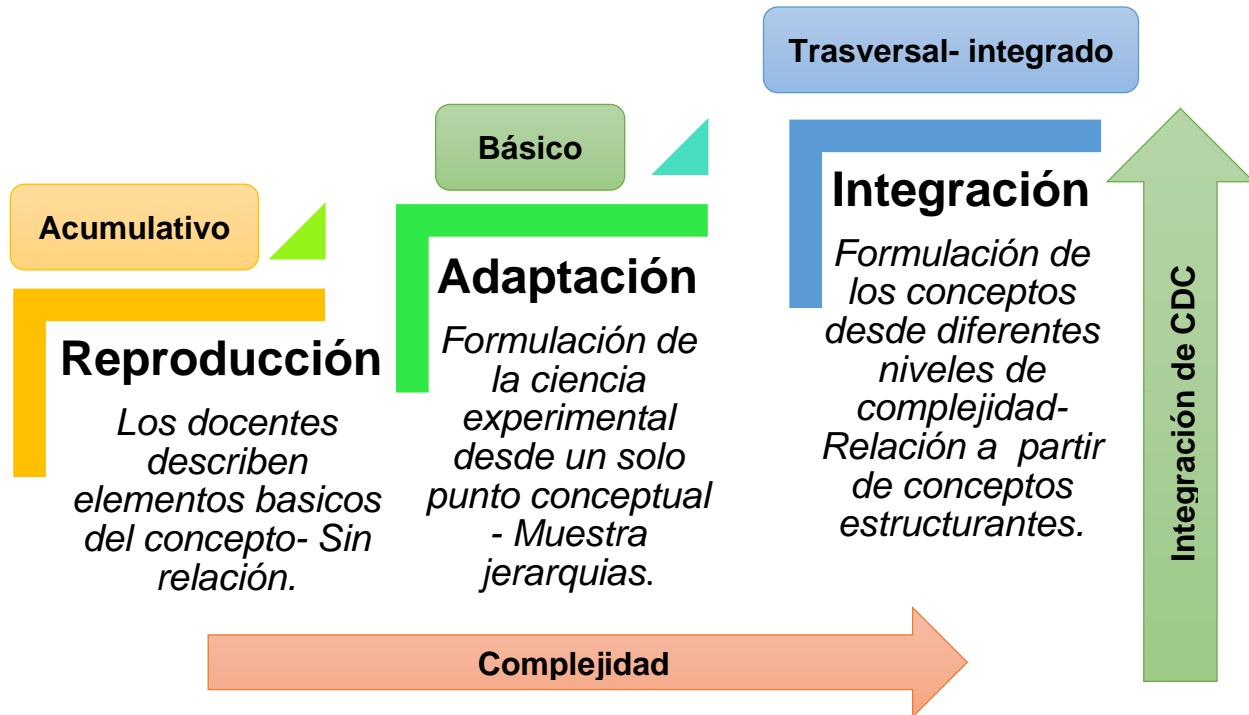 Trasversal- integrado
Básico
Acumulativo
Integración
Formulación de
los conceptos
desde diferentes
niveles de
complejidad-
Relación a  partir
de conceptos
estructurantes.
Adaptación
Formulación de
la ciencia
experimental
desde un solo
punto conceptual
- Muestra
jerarquias.
Reproducción
Los docentes
describen
elementos basicos
del concepto- Sin
relación.
Integración de CDC
Complejidad